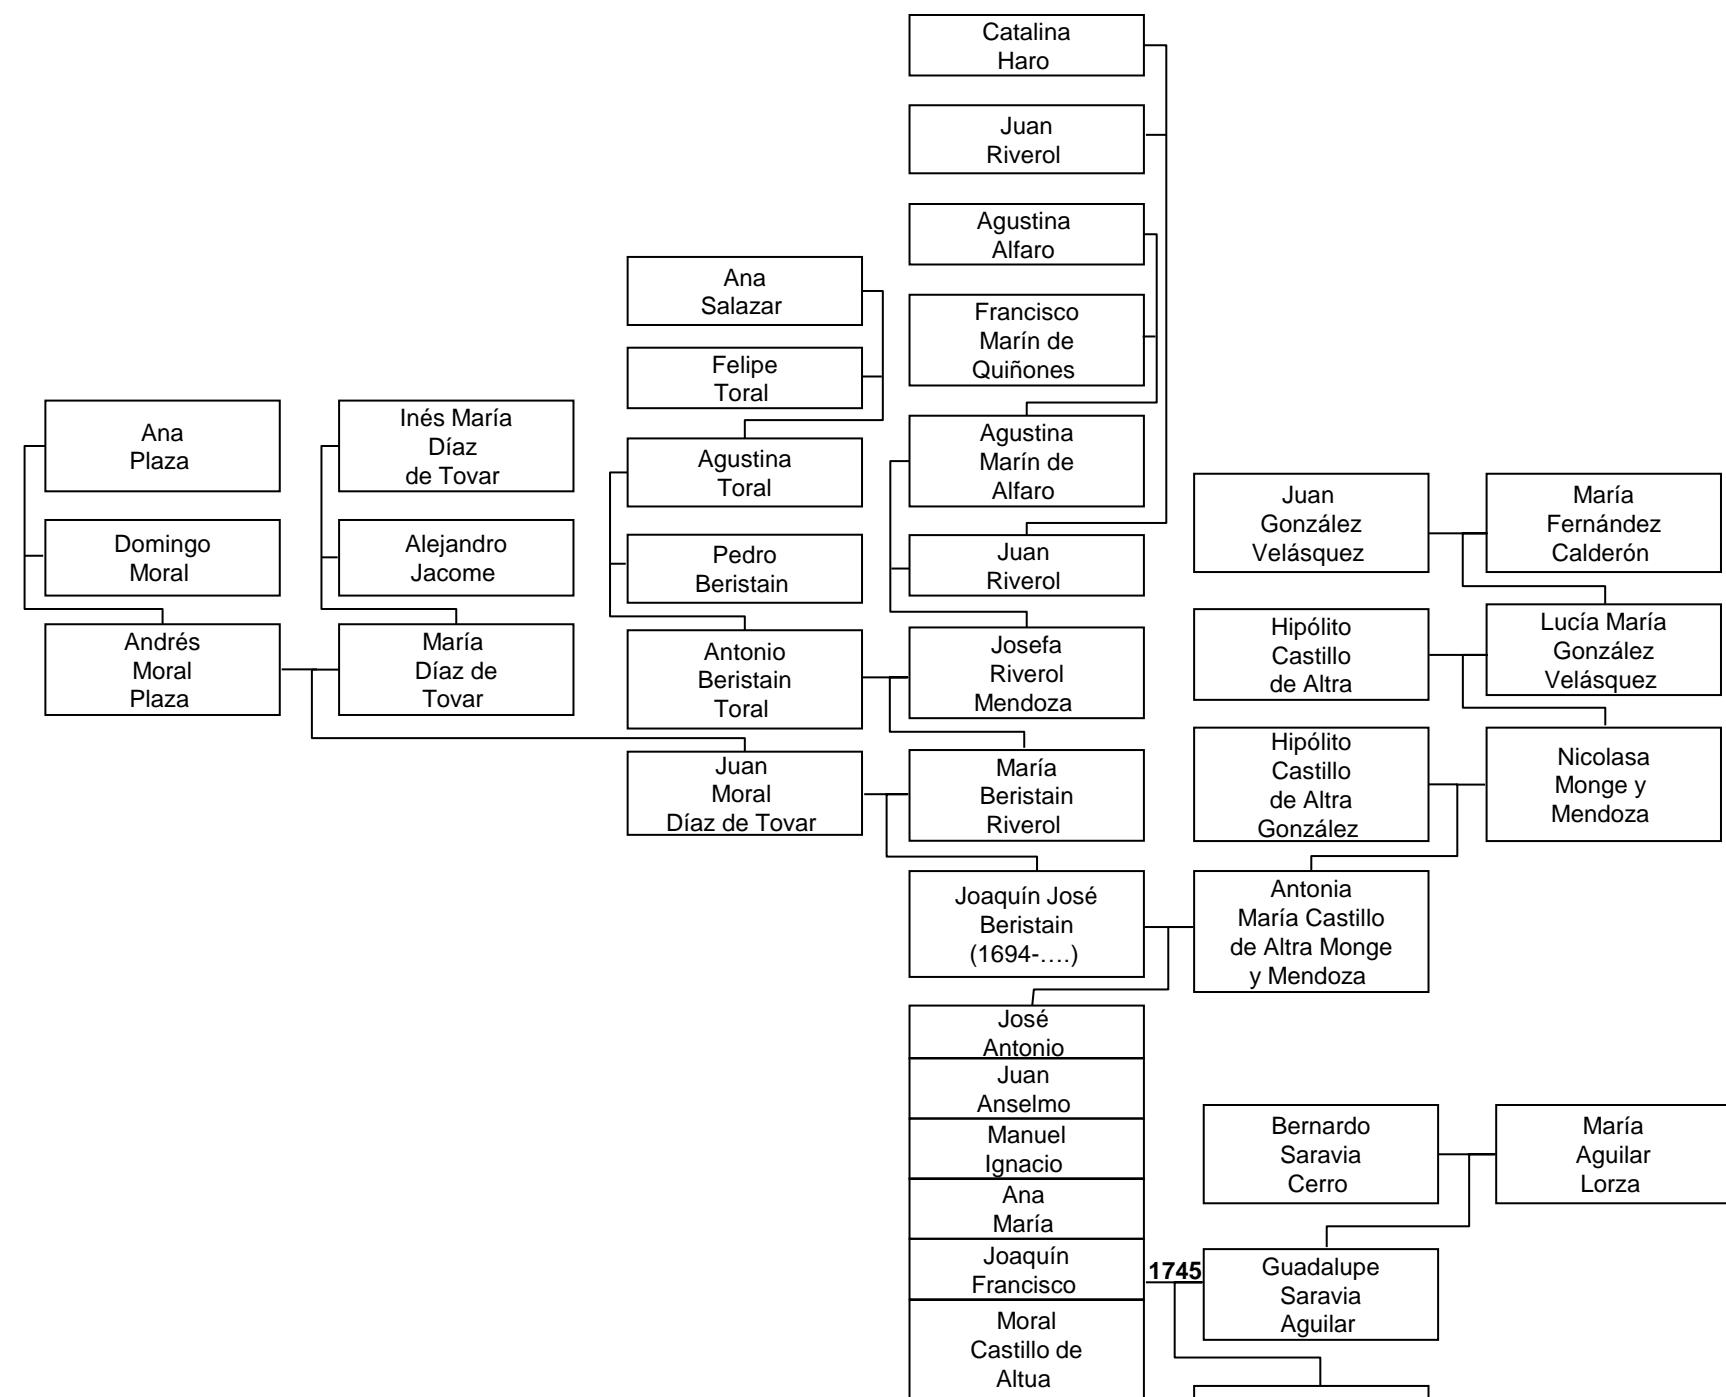 Catalina
Haro
Juan
Riverol
Agustina
Alfaro
Ana
Salazar
Francisco
Marín de
Quiñones
Felipe
Toral
Ana
Plaza
Inés María
Díaz
de Tovar
Agustina
Toral
Agustina
Marín de
Alfaro
Juan
González
Velásquez
María
Fernández
Calderón
Domingo
Moral
Alejandro
Jacome
Pedro
Beristain
Juan
Riverol
Andrés
Moral
Plaza
María
Díaz de
Tovar
Antonio
Beristain
Toral
Josefa
Riverol
Mendoza
Hipólito
Castillo
de Altra
Lucía María
González
Velásquez
Juan
Moral
Díaz de Tovar
María
Beristain
Riverol
Hipólito
Castillo
de Altra
González
Nicolasa
Monge y
Mendoza
Joaquín José
Beristain
(1694-....)
Antonia
María Castillo
de Altra Monge
y Mendoza
José
Antonio
Juan
Anselmo
Manuel
Ignacio
Ana
María
Joaquín
Francisco
Moral
Castillo de
Altua
Bernardo
Saravia
Cerro
María
Aguilar
Lorza
1745
Guadalupe
Saravia
Aguilar